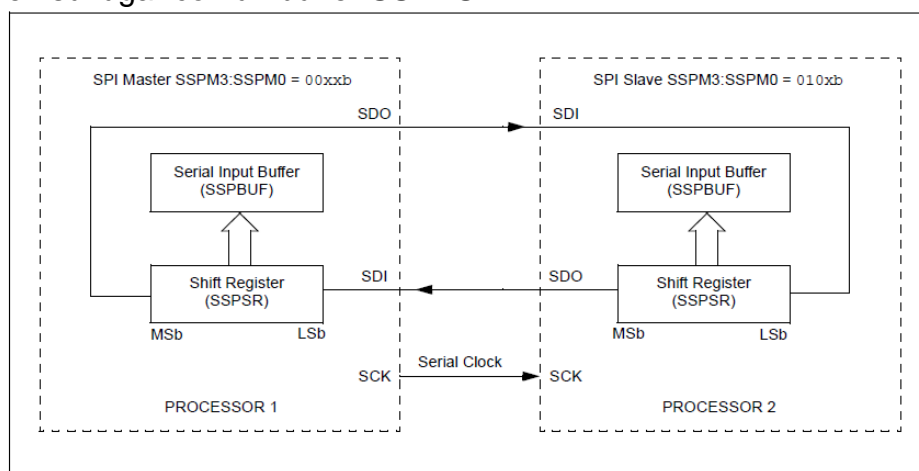 SPI Master SSPM3:SSPM0 = 00xxb
SPI Slave SSPM3:SSPM0 = 010xb
SDO
SDI
Serial Input Buffer
(SSPBUF)
Serial Input Buffer
(SSPBUF)
SDI
SDO
Shift Register
(SSPSR)
Shift Register
(SSPSR)
MSb
LSb
MSb
LSb
Serial Clock
SCK
SCK
PROCESSOR 1
PROCESSOR 2